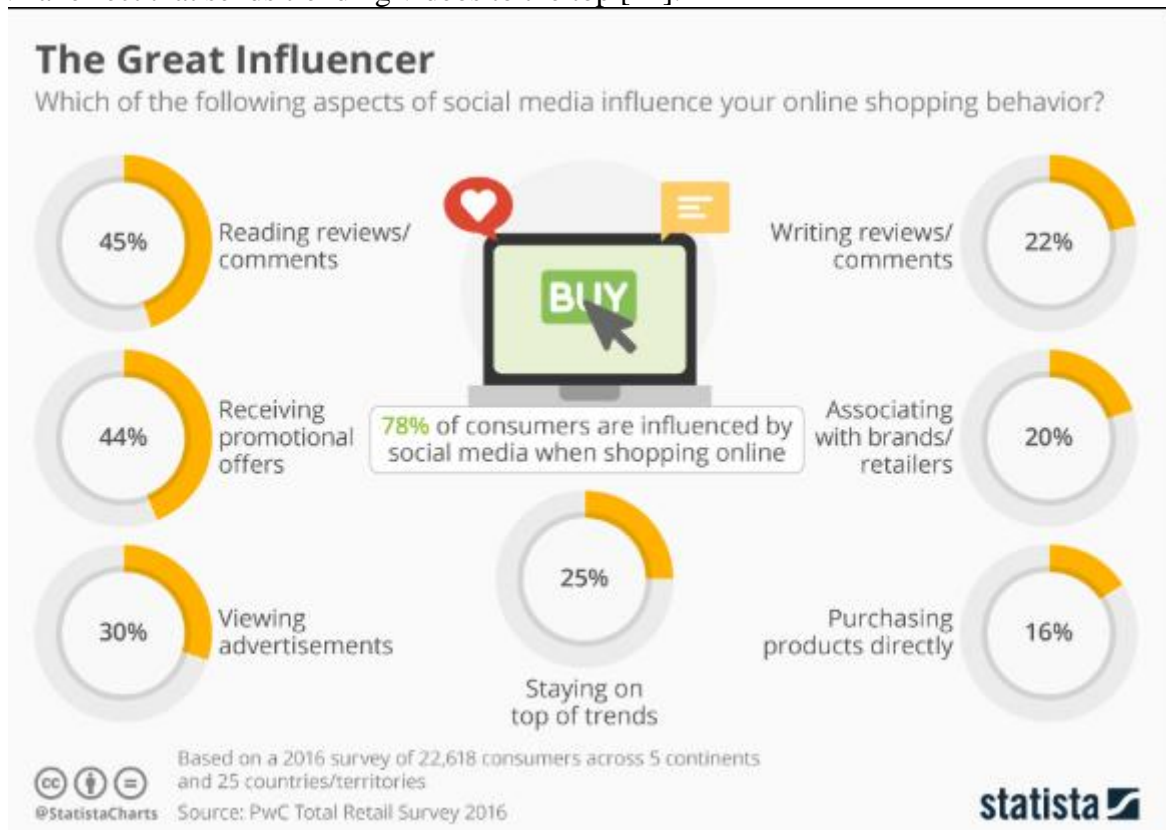 The Great Influencer
Which of the following aspects of social media influence your online shopping behavior?
45%
Reading reviews/
comments
44%
Receiving
promotional
offers
30%
Viewing
advertisements
BUY
78% of consumers are influenced by
social media when shopping online
25%
Staying on
top of trends
Writing reviews/
comments
22%
Associating
with brands/
retailers
20%
Purchasing
products directly
16%
Based on a 2016 survey of 22,618 consumers across 5 continents
and 25 countries/territories
cc
@StatistaCharts
Source: PwC Total Retail Survey 2016
statista